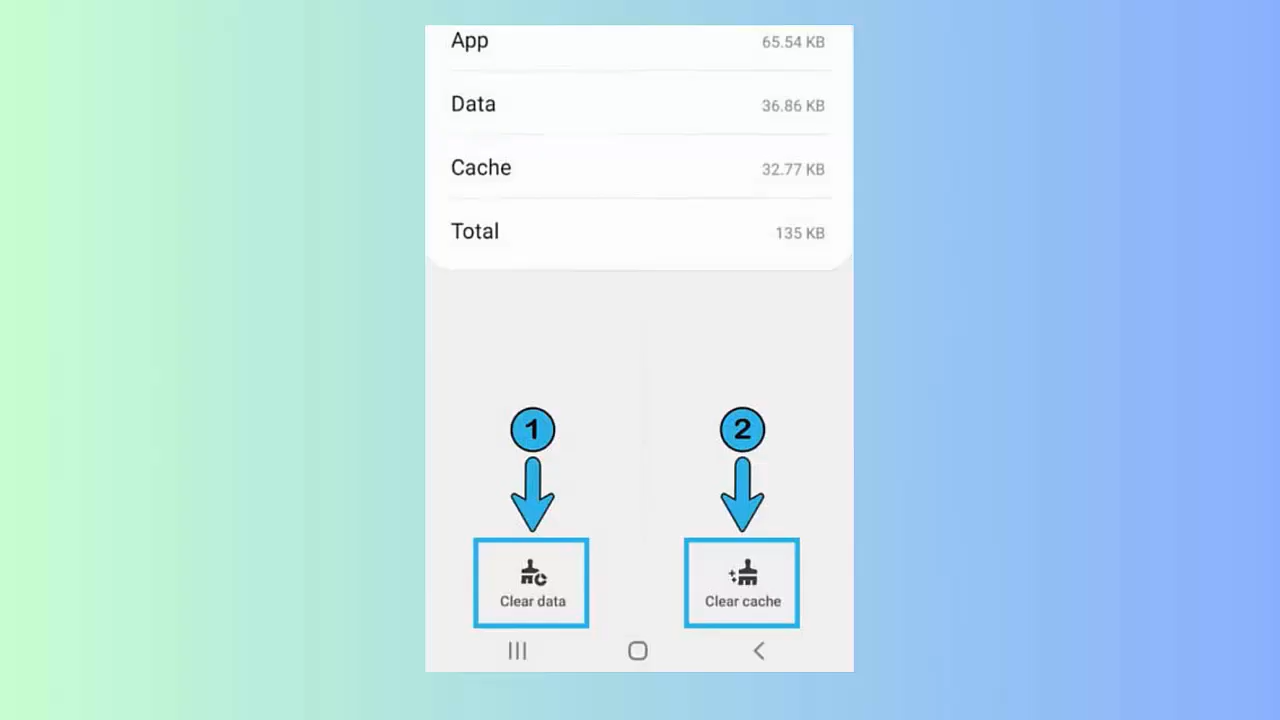 App 65.54 KB
Data 36.86 KB
Cache 32.77 KB
Total 135 KB
1 2
Clear data Clear cache